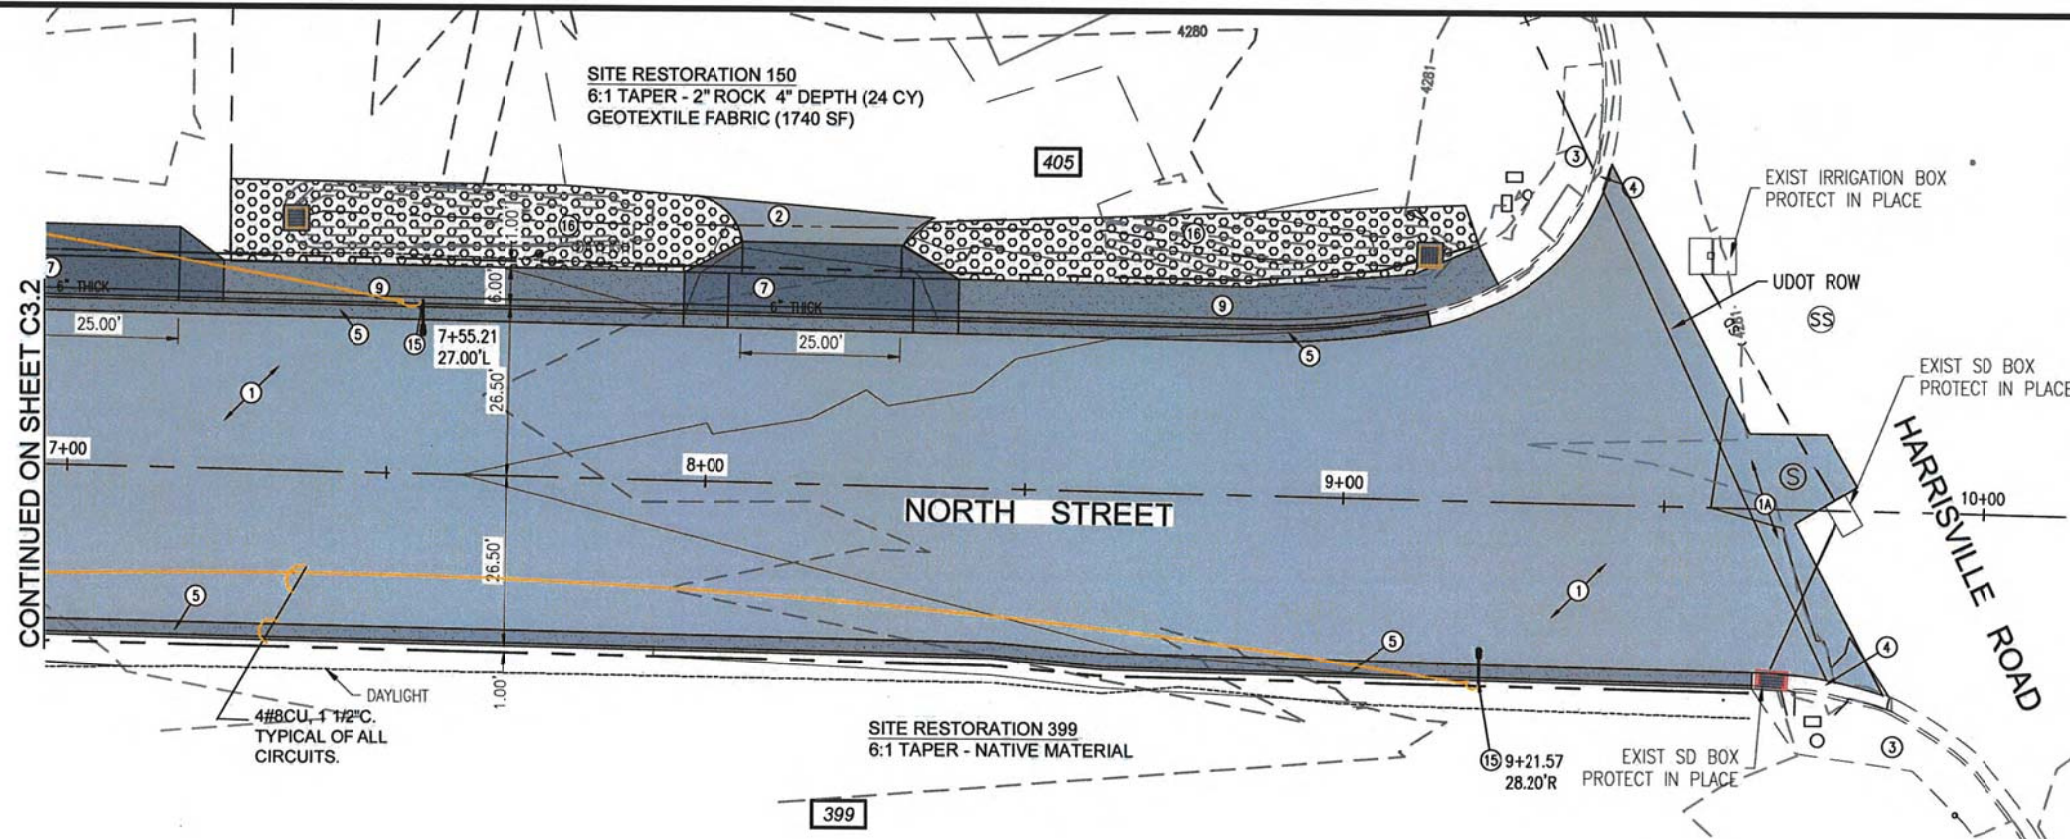 4280
SITE RESTORATION 150
6:1 TAPER - 2" ROCK 4" DEPTH (24 CY)
GEOTEXTILE FABRIC (1740 SF)
4281
405
3
4
EXIST IRRIGATION BOX
PROTECT IN PLACE
2
16
11.00'
16
7
6" THICK
9
6.00'
7
6" THICK
9
UDOT ROW
SS
25.00'
5
15
7+55.21
27.00'L
25.00'
5
EXIST SD BOX
PROTECT IN PLACE
1
26.50'
CONTINUED ON SHEET C3.2
7+00
8+00
9+00
10+00
S
1A
NORTH STREET
HARRISVILLE ROAD
26.50'
5
1
5
4
DAYLIGHT
1.00'
4#8CU, 1 1/2"C.
TYPICAL OF ALL
CIRCUITS.
SITE RESTORATION 399
6:1 TAPER - NATIVE MATERIAL
15
9+21.57
28.20'R
EXIST SD BOX
PROTECT IN PLACE
3
399